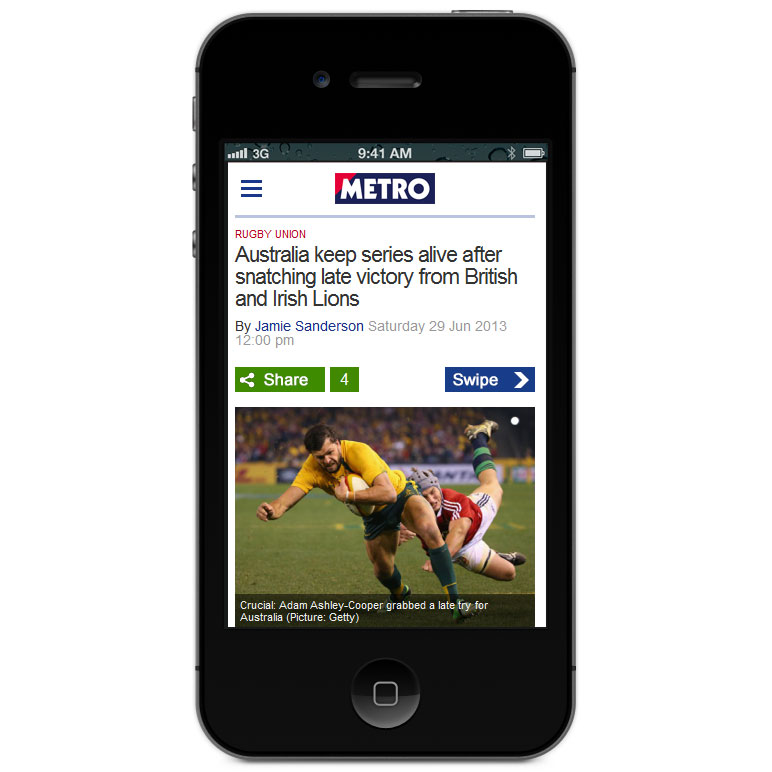 3G 9:41 AM
METRO
RUGBY UNION
Australia keep series alive after
snatching late victory from British
and Irish Lions
By Jamie Sanderson Saturday 29 Jun 2013
12:00 pm
Share 4 Swipe
Crucial: Adam Ashley-Cooper grabbed a late try for
Australia (Picture: Getty)